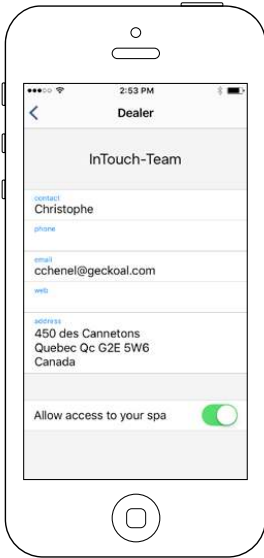 2:53 PM
Dealer
InTouch-Team
contact
Christophe
phone
email
cchenel@geckoal.com
web
address
450 des Cannetons
Quebec Qc G2E 5W6
Canada
Allow access to your spa